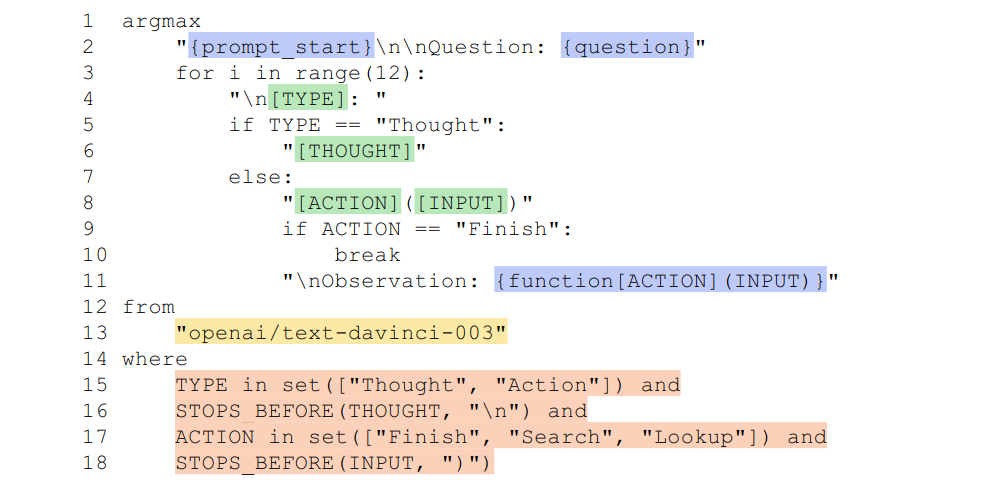 1 argmax
2     "{prompt_start}\n\nQuestion: {question}"
3     for i in range(12):
4         "\n[TYPE]: "
5         if TYPE == "Thought":
6             "[THOUGHT]"
7         else:
8             "[ACTION]([INPUT])"
9             if ACTION == "Finish":
10                 break
11             "\nObservation: {function[ACTION](INPUT)}"
12 from
13     "openai/text-davinci-003"
14 where
15     TYPE in set(["Thought", "Action"]) and
16     STOPS_BEFORE(THOUGHT, "\n") and
17     ACTION in set(["Finish", "Search", "Lookup"]) and
18     STOPS_BEFORE(INPUT, ")")